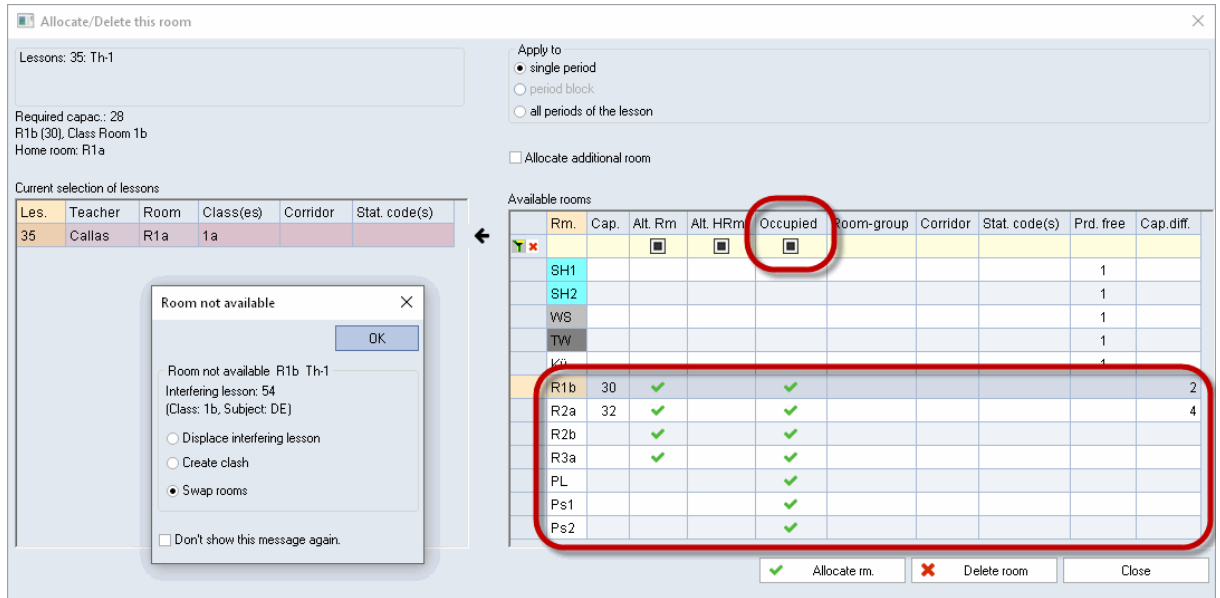 Allocate/Delete this room
Lessons: 35: Th-1
Required capac.: 28
R1b (30), Class Room 1b
Home room: R1a
Apply to
single period
period block
all periods of the lesson
Allocate additional room
Current selection of lessons
Les. Teacher Room Class(es) Corridor Stat. code(s)
35 Callas R1a 1a
Available rooms
Rm. Cap. Alt. Rm Alt. HRm Occupied Room-group Corridor Stat. code(s) Prd. free Cap.diff.
SH1 1
SH2 1
WS 1
TW 1
Kü 1
R1b 30 2
R2a 32 4
R2b
R3a
PL
Ps1
Ps2
Room not available
OK
Room not available R1b Th-1
Interfering lesson: 54
(Class: 1b, Subject: DE)
Displace interfering lesson
Create clash
Swap rooms
Don't show this message again.
Allocate rm. Delete room Close